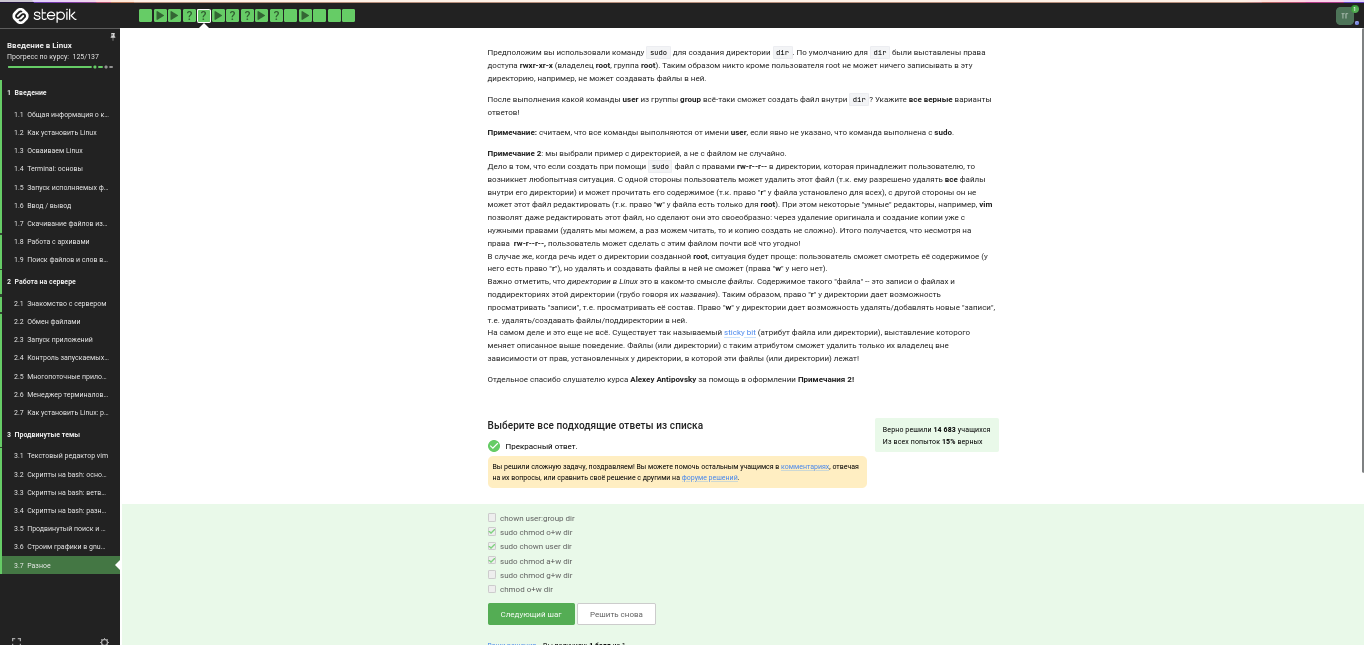 stepik
Введение в Linux
Прогресс по курсу: 125/137
1 Введение
1.1 Общая информация о к...
1.2 Как установить Linux
1.3 Осваиваем Linux
1.4 Terminal: основы
1.5 Запуск исполняемых ф...
1.6 Ввод / вывод
1.7 Скачивание файлов из...
1.8 Работа с архивами
1.9 Поиск файлов и слов в...
2 Работа на сервере
2.1 Знакомство с сервером
2.2 Обмен файлами
2.3 Запуск приложений
2.4 Контроль запускаемых...
2.5 Многопоточные прило...
2.6 Менеджер терминалов...
2.7 Как установить Linux: р...
3 Продвинутые темы
3.1 Текстовый редактор vim
3.2 Скрипты на bash: осно...
3.3 Скрипты на bash: ветв...
3.4 Скрипты на bash: разн...
3.5 Продвинутый поиск и ...
3.6 Строим графики в gnu...
3.7 Разное
Предположим вы использовали команду sudo для создания директории dir. По умолчанию для dir были выставлены права
доступа rwxr-xr-x (владелец root, группа root). Таким образом никто кроме пользователя root не может ничего записывать в эту
директорию, например, не может создавать файлы в ней.
После выполнения какой команды user из группы group всё-таки сможет создать файл внутри dir? Укажите все верные варианты
ответов!
Примечание: считаем, что все команды выполняются от имени user, если явно не указано, что команда выполнена с sudo.
Примечание 2: мы выбрали пример с директорией, а не с файлом не случайно.
Дело в том, что если создать при помощи sudo файл с правами rw-r--r-- в директории, которая принадлежит пользователю, то
возникнет любопытная ситуация. С одной стороны пользователь может удалить этот файл (т.к. ему разрешено удалять все файлы
внутри его директории) и может прочитать его содержимое (т.к. право "r" у файла установлено для всех), с другой стороны он не
может этот файл редактировать (т.к. право "w" у файла есть только для root). При этом некоторые "умные" редакторы, например, vim
позволят даже редактировать этот файл, но сделают они это своеобразно: через удаление оригинала и создание копии уже с
нужными правами (удалять мы можем, а раз можем читать, то и копию создать не сложно). Итого получается, что несмотря на
права rw-r--r--, пользователь может сделать с этим файлом почти всё что угодно!
В случае же, когда речь идет о директории созданной root, ситуация будет проще: пользователь сможет смотреть её содержимое (у
него есть право "r"), но удалять и создавать файлы в ней не сможет (права "w" у него нет).
Важно отметить, что директории в Linux это в каком-то смысле файлы. Содержимое такого "файла" – это записи о файлах и
поддиректориях этой директории (грубо говоря их названия). Таким образом, право "r" у директории дает возможность
просматривать "записи", т.е. просматривать её состав. Право "w" у директории дает возможность удалять/добавлять новые "записи",
т.е. удалять/создавать файлы/поддиректории в ней.
На самом деле и это еще не всё. Существует так называемый sticky bit (атрибут файла или директории), выставление которого
меняет описанное выше поведение. Файлы (или директории) с таким атрибутом сможет удалить только их владелец вне
зависимости от прав, установленных у директории, в которой эти файлы (или директории) лежат!
Отдельное спасибо слушателю курса Alexey Antipovsky за помощь в оформлении Примечания 2!
Выберите все подходящие ответы из списка
Верно решили 14 683 учащихся
Из всех попыток 15% верных
Прекрасный ответ.
Вы решили сложную задачу, поздравляем! Вы можете помочь остальным учащимся в комментариях, отвечая
на их вопросы, или сравнить своё решение с другими на форуме решений.
chown user:group dir
sudo chmod o+w dir
sudo chown user dir
sudo chmod a+w dir
sudo chmod g+w dir
chmod o+w dir
Следующий шаг
Решить снова